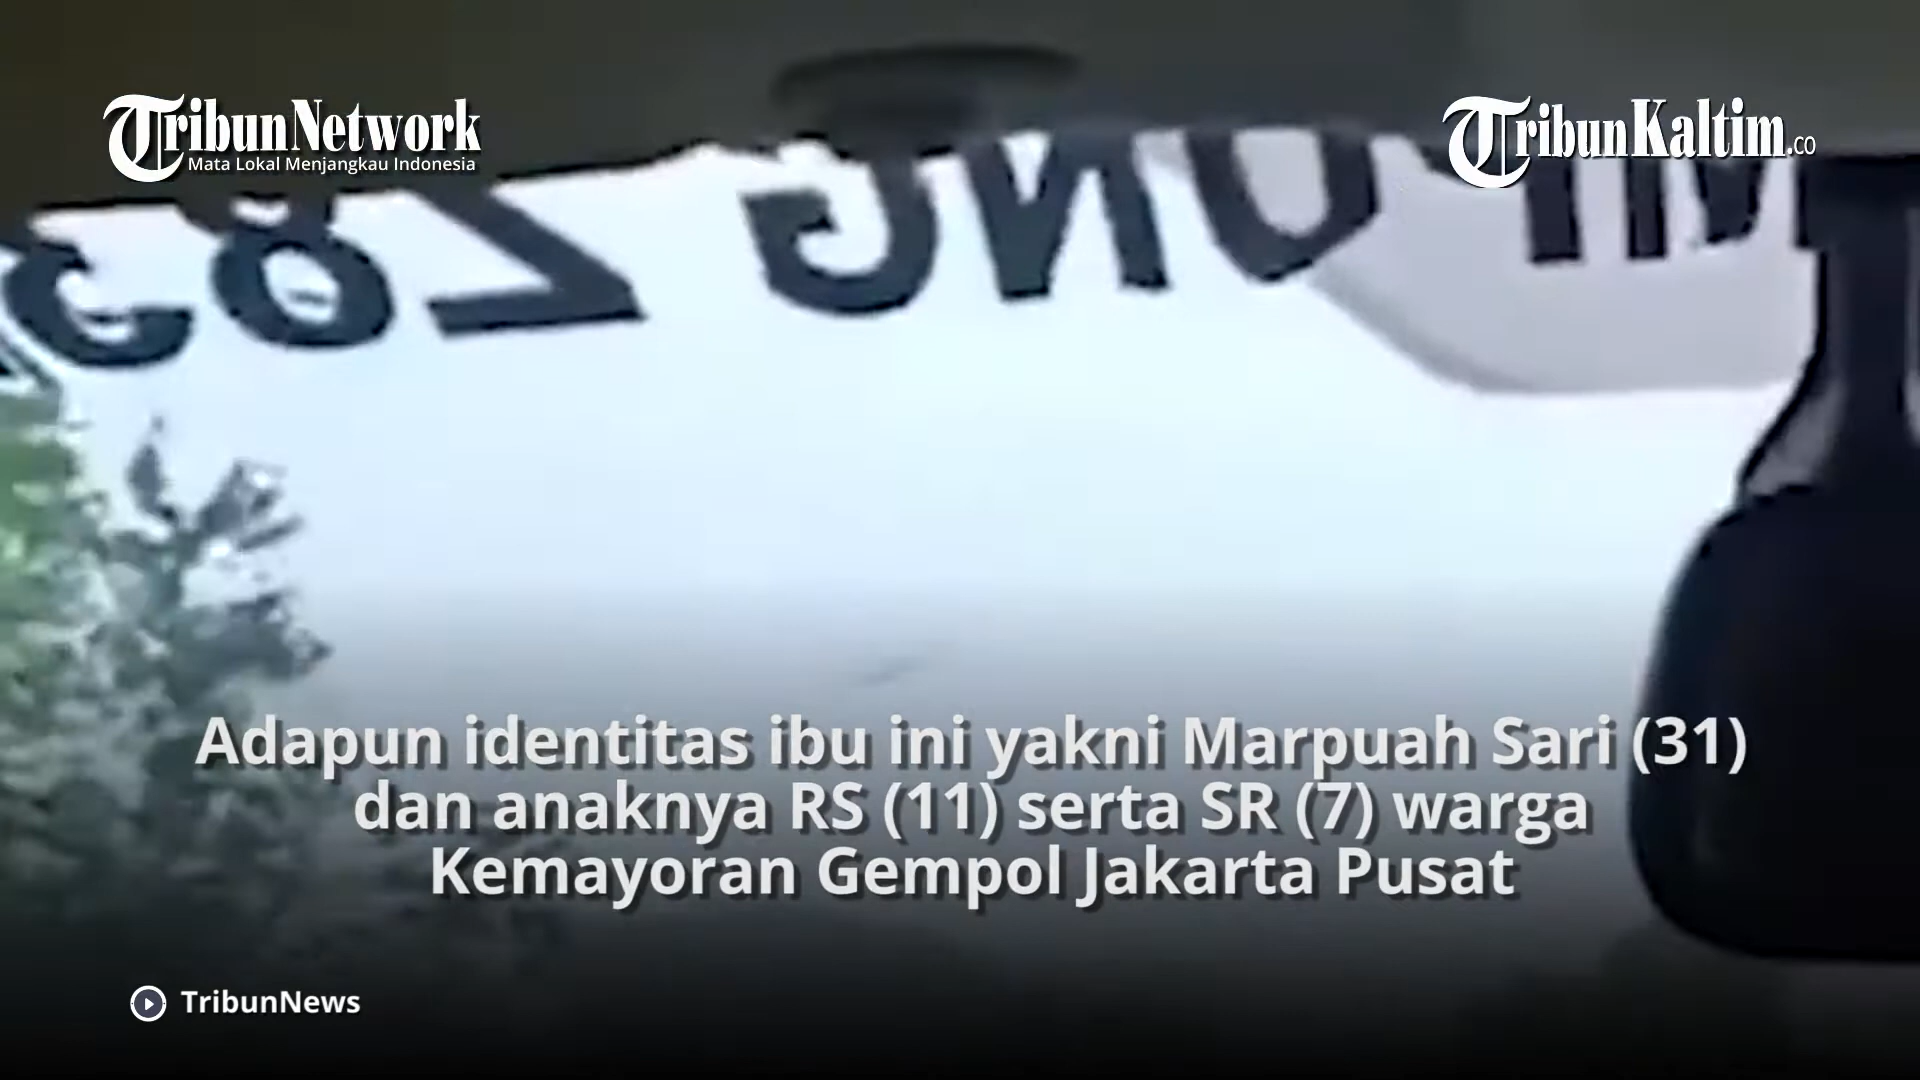 TribunNetwork
Mata Lokal Menjangkau Indonesia
TribunKaltim.co
Adapun identitas ibu ini yakni Marpuah Sari (31)
dan anaknya RS (11) serta SR (7) warga
Kemayoran Gempol Jakarta Pusat
TribunNews